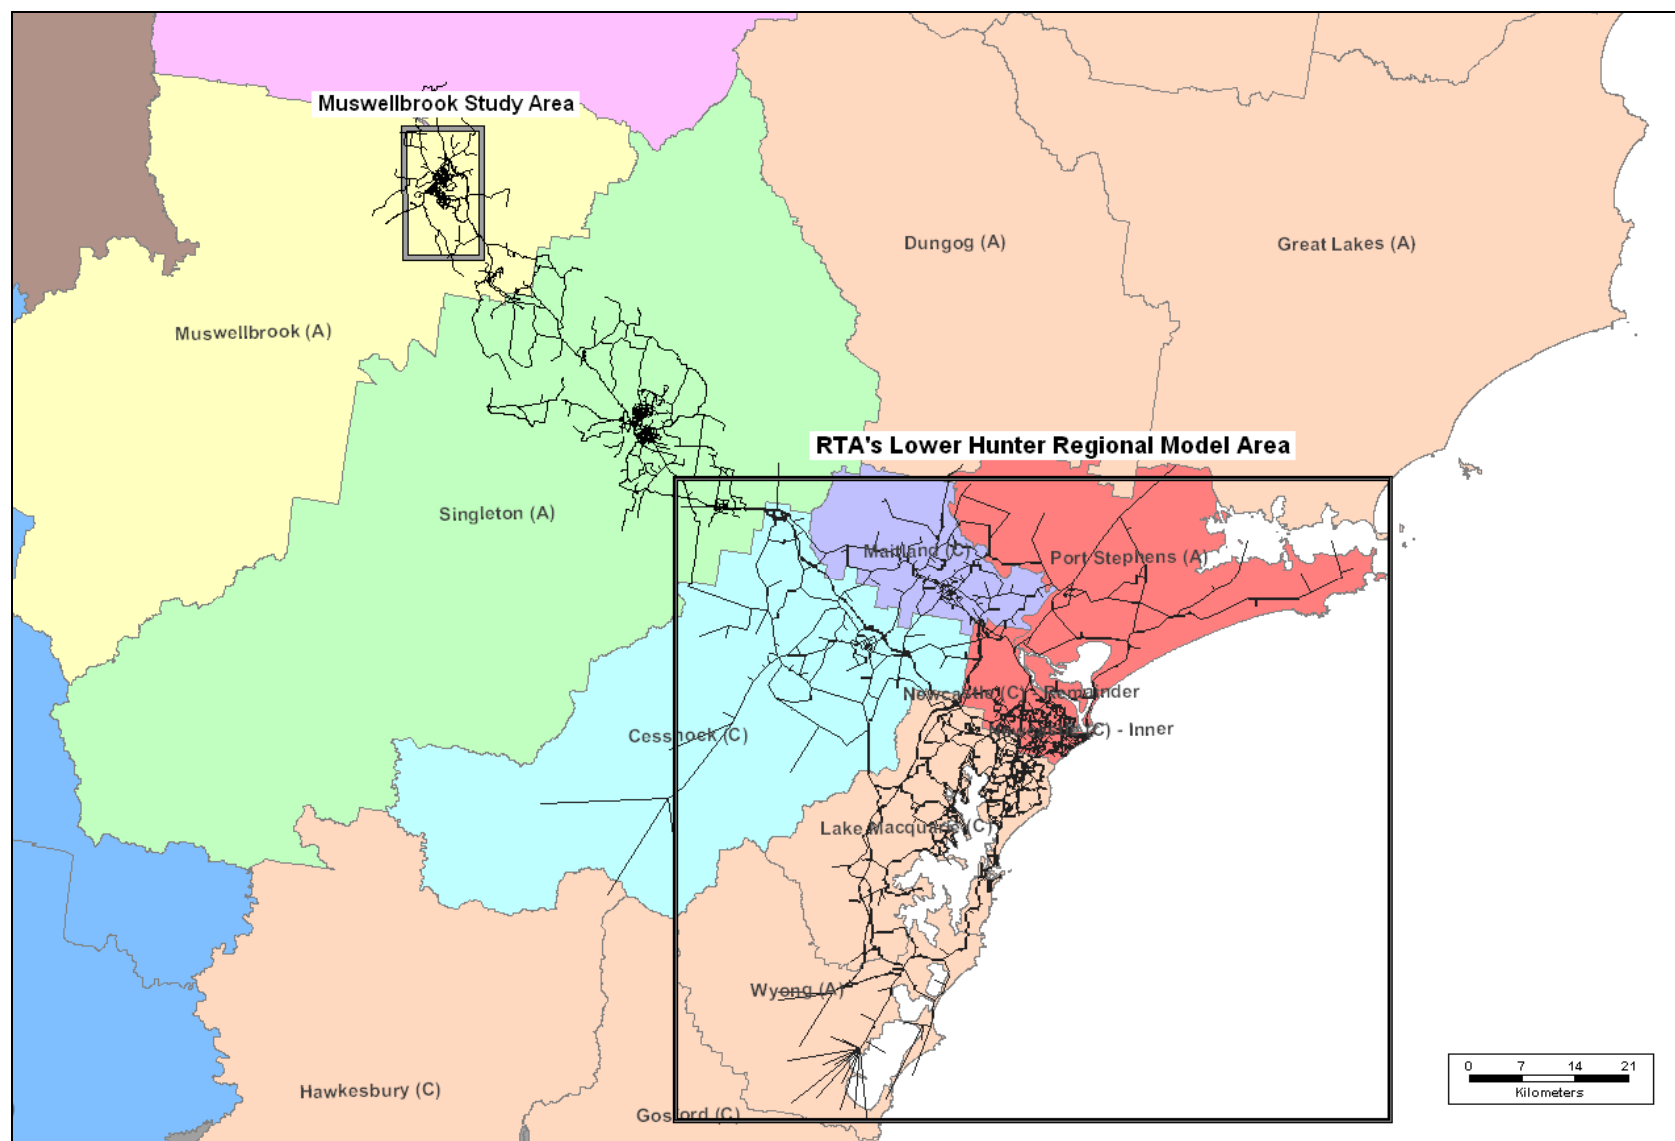 Muswellbrook Study Area
Dungog (A)
Great Lakes (A)
Muswellbrook (A)
RTA's Lower Hunter Regional Model Area
Singleton (A)
Maitland (C)
Port Stephens (A)
Newcastle (C) - Remainder
Newcastle (C) - Inner
Cessnock (C)
Lake Macquarie (C)
Wyong (A)
Hawkesbury (C)
Gosford (C)
0 7 14 21
Kilometers